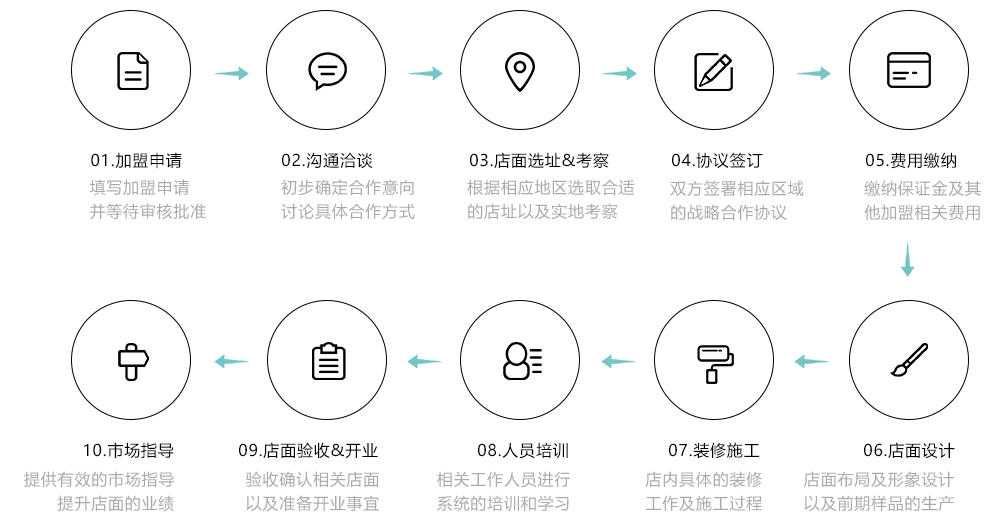 01.加盟申请
填写加盟申请
并等待审核批准
02.沟通洽谈
初步确定合作意向
讨论具体合作方式
03.店面选址&考察
根据相应地区选取合适
的店址以及实地考察
04.协议签订
双方签署相应区域
的战略合作协议
05.费用缴纳
缴纳保证金及其
他加盟相关费用
06.店面设计
店面布局及形象设计
以及前期样品的生产
07.装修施工
店内具体的装修
工作及施工过程
08.人员培训
相关工作人员进行
系统的培训和学习
09.店面验收&开业
验收确认相关店面
以及准备开业事宜
10.市场指导
提供有效的市场指导
提升店面的业绩